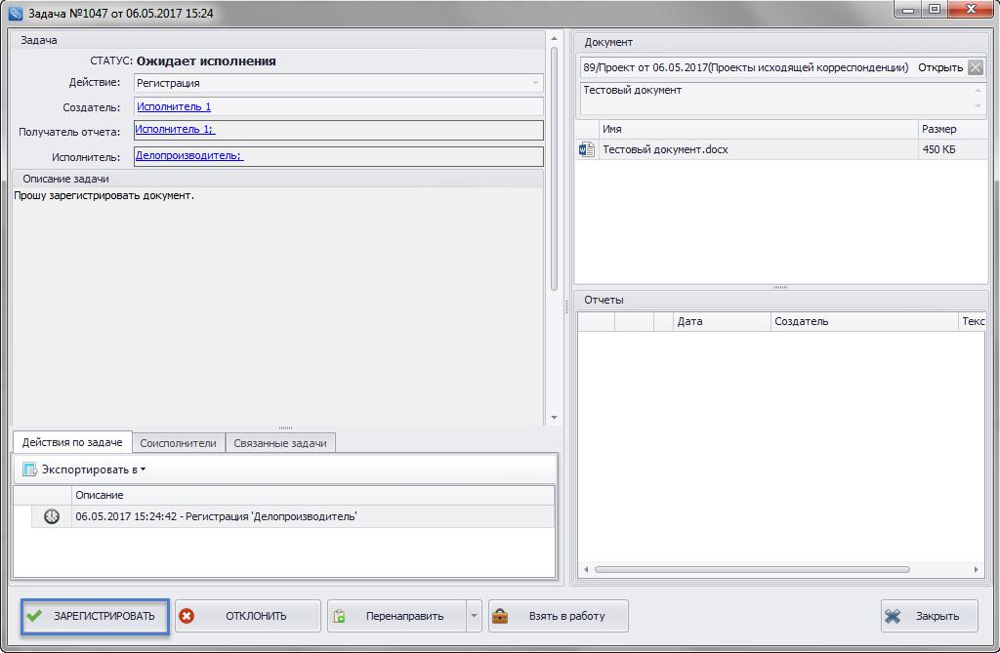 Задача №1047 от 06.05.2017 15:24
Задача
СТАТУС: Ожидает исполнения
Действие: Регистрация
Создатель: Исполнитель 1
Получатель отчета: Исполнитель 1;
Исполнитель: Делопроизводитель;
Описание задачи
Прошу зарегистрировать документ.
Действия по задаче Соисполнители Связанные задачи
Экспортировать в
Описание
06.05.2017 15:24:42 - Регистрация 'Делопроизводитель'
Документ
89/Проект от 06.05.2017(Проекты исходящей корреспонденции) Открыть
Тестовый документ
Имя Размер
Тестовый документ.docx 450 КБ
Отчеты
Дата Создатель Текс
ЗАРЕГИСТРИРОВАТЬ ОТКЛОНИТЬ Перенаправить Взять в работу Закрыть